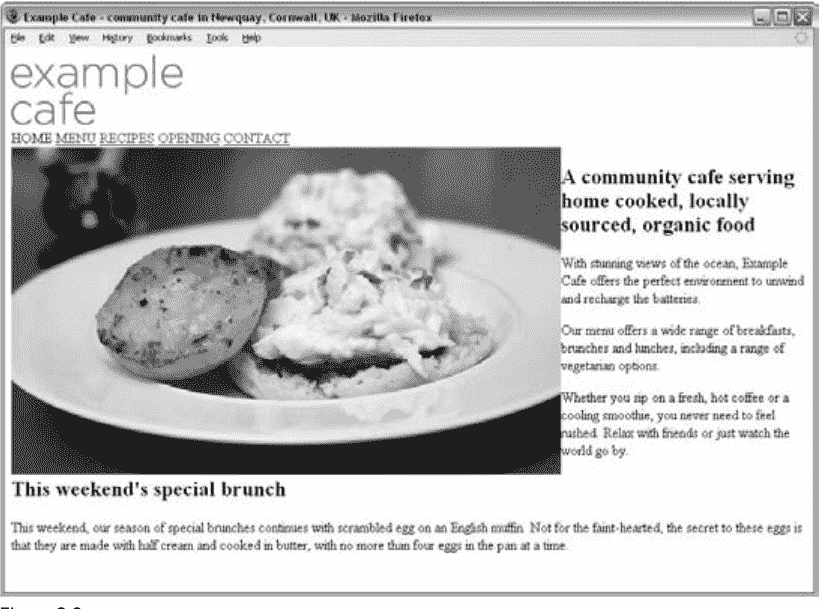 Example Cafe - community cafe in Newquay, Cornwall, UK - Mozilla Firefox
File Edit View History Bookmarks Tools Help
example
cafe
HOME MENU RECIPES OPENING CONTACT
A community cafe serving
home cooked, locally
sourced, organic food
With stunning views of the ocean, Example
Cafe offers the perfect environment to unwind
and recharge the batteries.
Our menu offers a wide range of breakfasts,
brunches and lunches, including a range of
vegetarian options.
Whether you sip on a fresh, hot coffee or a
cooling smoothie, you never need to feel
rushed. Relax with friends or just watch the
world go by.
This weekend's special brunch
This weekend, our season of special brunches continues with scrambled egg on an English muffin. Not for the faint-hearted, the secret to these eggs is
that they are made with half cream and cooked in butter, with no more than four eggs in the pan at a time.